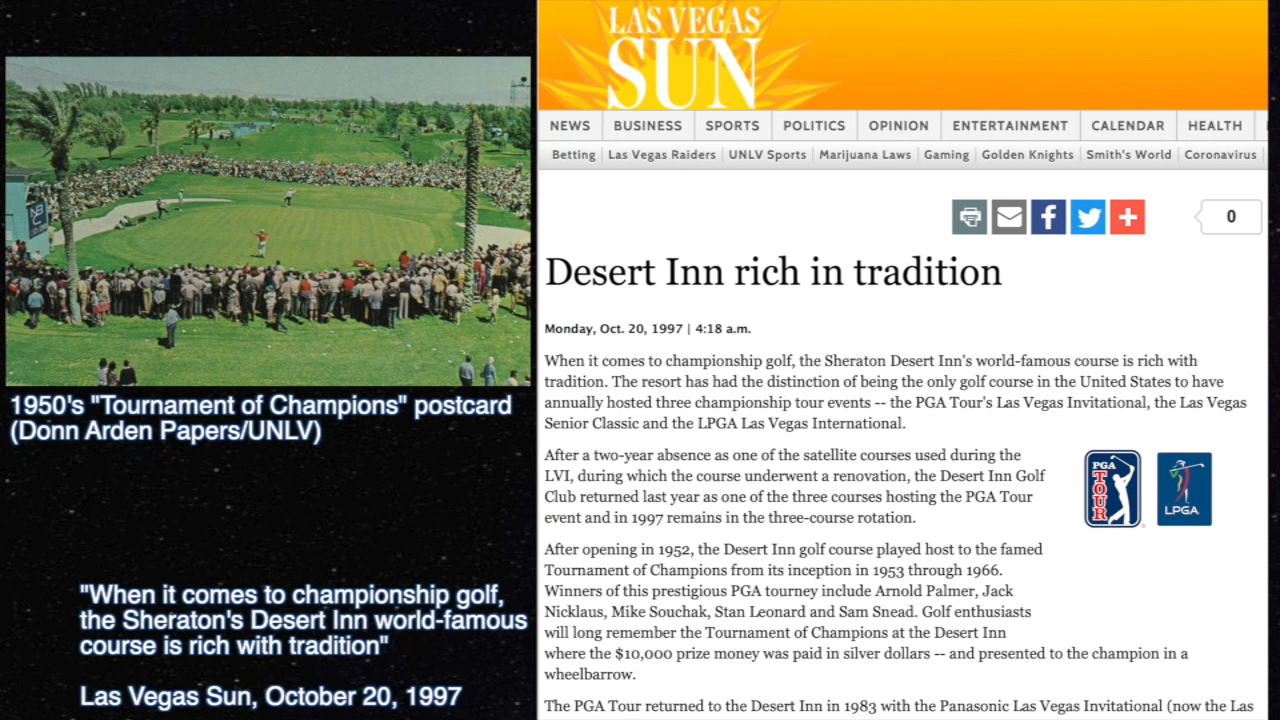 NBC
1950's "Tournament of Champions" postcard
(Donn Arden Papers/UNLV)
"When it comes to championship golf,
the Sheraton's Desert Inn world-famous
course is rich with tradition"
Las Vegas Sun, October 20, 1997
LAS VEGAS
SUN
NEWS BUSINESS SPORTS POLITICS OPINION ENTERTAINMENT CALENDAR HEALTH
Betting Las Vegas Raiders UNLV Sports Marijuana Laws Gaming Golden Knights Smith's World Coronavirus
0
Desert Inn rich in tradition
Monday, Oct. 20, 1997 | 4:18 a.m.
When it comes to championship golf, the Sheraton Desert Inn's world-famous course is rich with
tradition. The resort has had the distinction of being the only golf course in the United States to have
annually hosted three championship tour events -- the PGA Tour's Las Vegas Invitational, the Las Vegas
Senior Classic and the LPGA Las Vegas International.
After a two-year absence as one of the satellite courses used during the
LVI, during which the course underwent a renovation, the Desert Inn Golf
Club returned last year as one of the three courses hosting the PGA Tour
event and in 1997 remains in the three-course rotation.
PGA
TOUR
LPGA
After opening in 1952, the Desert Inn golf course played host to the famed
Tournament of Champions from its inception in 1953 through 1966.
Winners of this prestigious PGA tourney include Arnold Palmer, Jack
Nicklaus, Mike Souchak, Stan Leonard and Sam Snead. Golf enthusiasts
will long remember the Tournament of Champions at the Desert Inn
where the $10,000 prize money was paid in silver dollars -- and presented to the champion in a
wheelbarrow.
The PGA Tour returned to the Desert Inn in 1983 with the Panasonic Las Vegas Invitational (now the Las